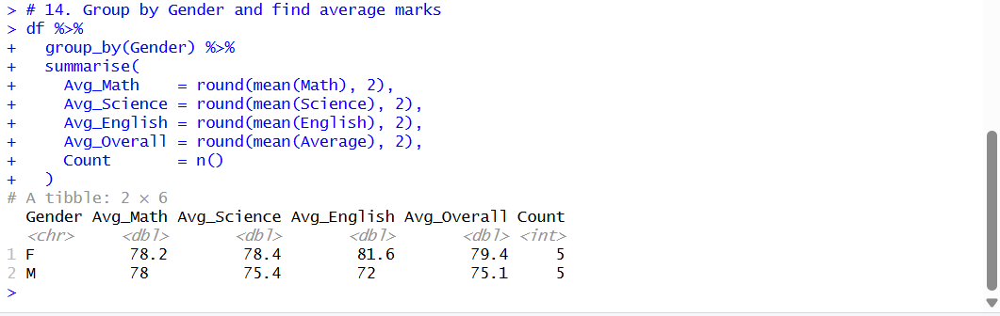 > # 14. Group by Gender and find average marks
> df %>%
+   group_by(Gender) %>%
+   summarise(
+     Avg_Math    = round(mean(Math), 2),
+     Avg_Science = round(mean(Science), 2),
+     Avg_English = round(mean(English), 2),
+     Avg_Overall = round(mean(Average), 2),
+     Count       = n()
+   )
# A tibble: 2 × 6
  Gender Avg_Math Avg_Science Avg_English Avg_Overall Count
  <chr>     <dbl>       <dbl>       <dbl>       <dbl> <int>
1 F          78.2        78.4        81.6        79.4     5
2 M          78          75.4        72          75.1     5
>